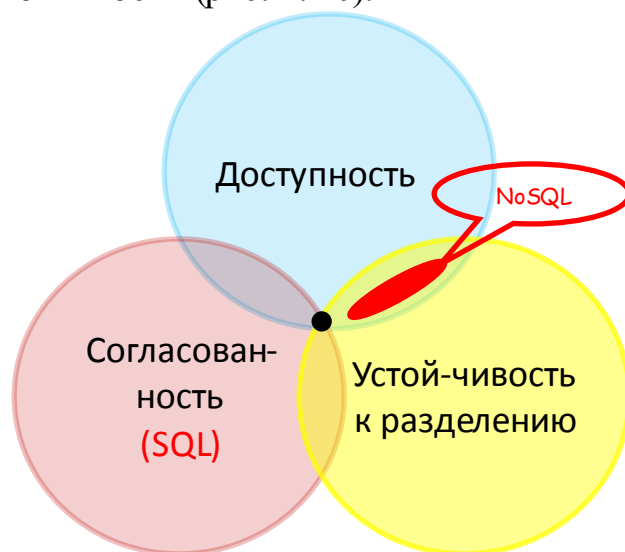 Доступность
NoSQL
Согласован-
ность
(SQL)
Устой-чивость
к разделению